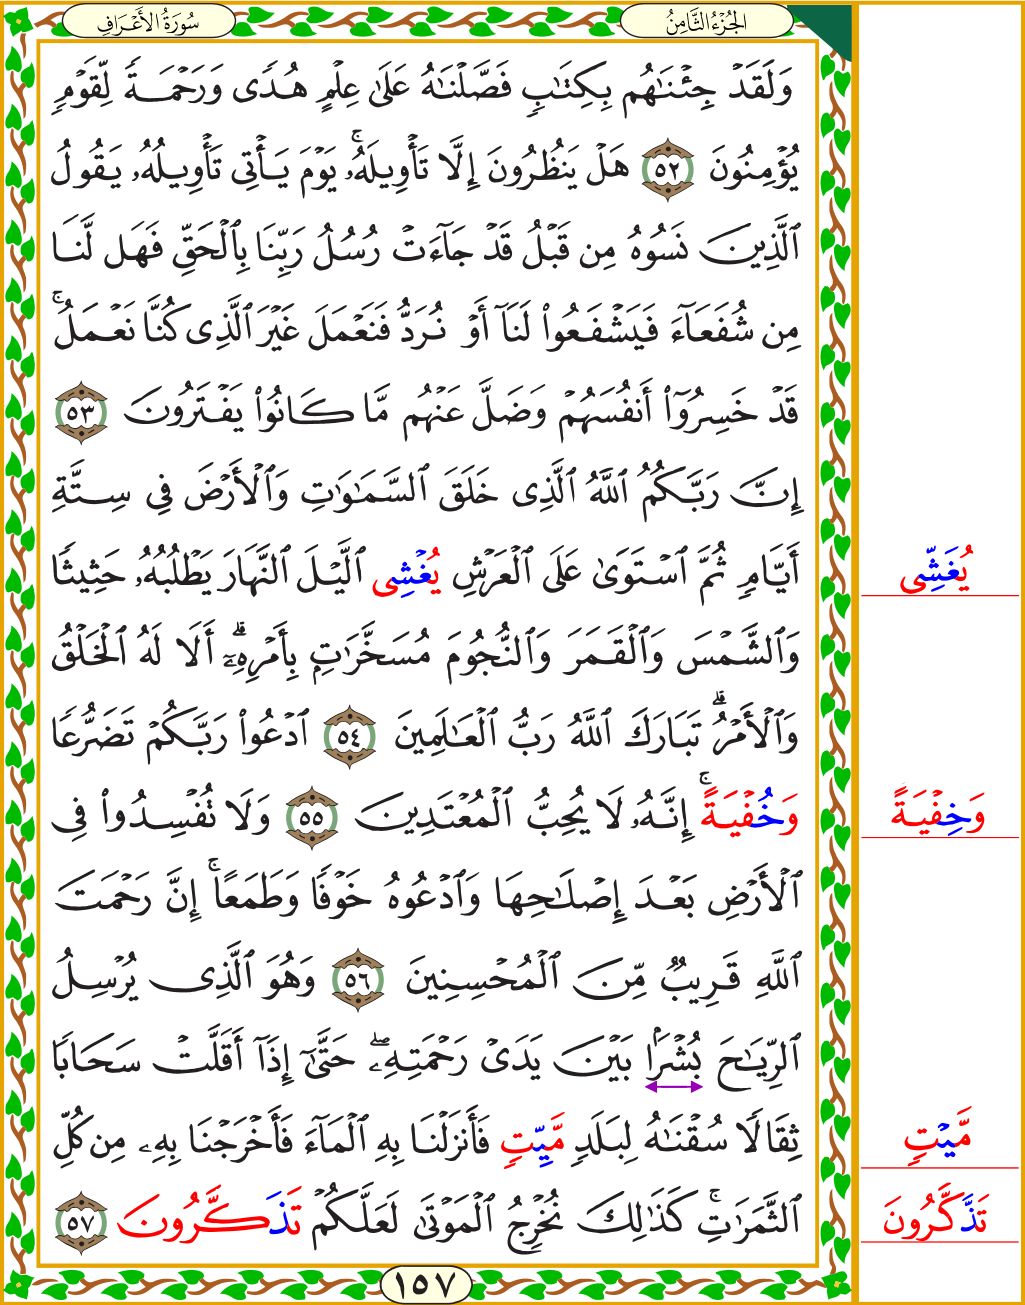 سُورَةُ الأَعْرَافِ
الجُزْءُ الثَّامِنُ
وَلَقَدْ جِئْنَٰهُم بِكِتَٰبٖ فَصَّلْنَٰهُ عَلَىٰ عِلْمٍ هُدٗى وَرَحْمَةٗ لِّقَوْمٖ
يُؤْمِنُونَ ٥٢ هَلْ يَنظُرُونَ إِلَّا تَأْوِيلَهُۥۚ يَوْمَ يَأْتِى تَأْوِيلُهُۥ يَقُولُ
ٱلَّذِينَ نَسُوهُ مِن قَبْلُ قَدْ جَآءَتْ رُسُلُ رَبِّنَا بِٱلْحَقِّ فَهَل لَّنَا
مِن شُفَعَآءَ فَيَشْفَعُوا۟ لَنَآ أَوْ نُرَدُّ فَنَعْمَلَ غَيْرَ ٱلَّذِى كُنَّا نَعْمَلُۚ
قَدْ خَسِرُوٓا۟ أَنفُسَهُمْ وَضَلَّ عَنْهُم مَّا كَانُوا۟ يَفْتَرُونَ ٥٣
إِنَّ رَبَّكُمُ ٱللَّهُ ٱلَّذِى خَلَقَ ٱلسَّمَٰوَٰتِ وَٱلْأَرْضَ فِى سِتَّةِ
أَيَّامٖ ثُمَّ ٱسْتَوَىٰ عَلَى ٱلْعَرْشِ يُغْشِى ٱلَّيْلَ ٱلنَّهَارَ يَطْلُبُهُۥ حَثِيثٗا
يُغَشِّى
وَٱلشَّمْسَ وَٱلْقَمَرَ وَٱلنُّجُومَ مُسَخَّرَٰتِۭ بِأَمْرِهِۦٓۗ أَلَا لَهُ ٱلْخَلْقُ
وَٱلْأَمْرُۗ تَبَارَكَ ٱللَّهُ رَبُّ ٱلْعَٰلَمِينَ ٥٤ ٱدْعُوا۟ رَبَّكُمْ تَضَرُّعٗا
وَخُفْيَةًۚ إِنَّهُۥ لَا يُحِبُّ ٱلْمُعْتَدِينَ ٥٥ وَلَا تُفْسِدُوا۟ فِى
وَخِفْيَةً
ٱلْأَرْضِ بَعْدَ إِصْلَٰحِهَا وَٱدْعُوهُ خَوْفٗا وَطَمَعًاۚ إِنَّ رَحْمَتَ
ٱللَّهِ قَرِيبٌ مِّنَ ٱلْمُحْسِنِينَ ٥٦ وَهُوَ ٱلَّذِى يُرْسِلُ
ٱلرِّيَٰحَ بُشْرَۢا بَيْنَ يَدَىْ رَحْمَتِهِۦۖ حَتَّىٰٓ إِذَآ أَقَلَّتْ سَحَابٗا
ثِقَالٗا سُقْنَٰهُ لِبَلَدٖ مَّيِّتٖ فَأَنزَلْنَا بِهِ ٱلْمَآءَ فَأَخْرَجْنَا بِهِۦ مِن كُلِّ
مَّيْتٖ
ٱلثَّمَرَٰتِۚ كَذَٰلِكَ نُخْرِجُ ٱلْمَوْتَىٰ لَعَلَّكُمْ تَذَكَّرُونَ ٥٧
تَذَّكَّرُونَ
١٥٧